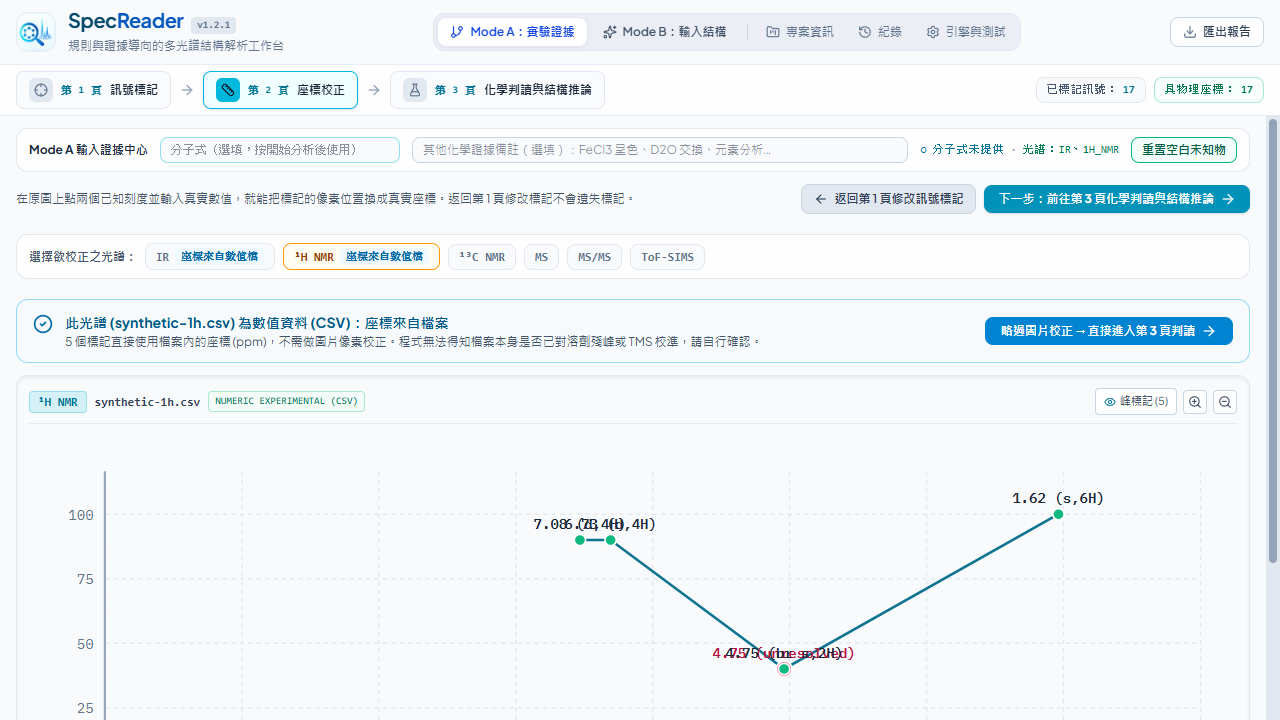 SpecReader v1.2.1
規則與證據導向的多光譜結構解析工作台
Mode A：實驗證據
Mode B：輸入結構
專案資訊
紀錄
引擎與測試
匯出報告
第 1 頁 訊號標記
第 2 頁 座標校正
第 3 頁 化學判讀與結構推論
已標記訊號： 17
具物理座標： 17
Mode A 輸入證據中心
分子式（選填，按開始分析後使用）
其他化學證據備註（選填）：FeCl3 呈色、D2O 交換、元素分析...
○ 分子式未提供 · 光譜：IR、1H_NMR
重置空白未知物
在原圖上點兩個已知刻度並輸入真實數值，就能把標記的像素位置換成真實座標。返回第 1 頁修改標記不會遺失標記。
返回第 1 頁修改訊號標記
下一步：前往第 3 頁化學判讀與結構推論
選擇欲校正之光譜：
IR 座標來自數值檔
¹H NMR 座標來自數值檔
¹³C NMR
MS
MS/MS
ToF-SIMS
此光譜 (synthetic-1h.csv) 為數值資料 (CSV)：座標來自檔案
5 個標記直接使用檔案內的座標 (ppm)，不需做圖片像素校正。程式無法得知檔案本身是否已對溶劑殘峰或 TMS 校準，請自行確認。
略過圖片校正→直接進入第 3 頁判讀
¹H NMR synthetic-1h.csv NUMERIC EXPERIMENTAL (CSV)
峰標記 (5)
1.62 (s,6H)
100
75
50
25